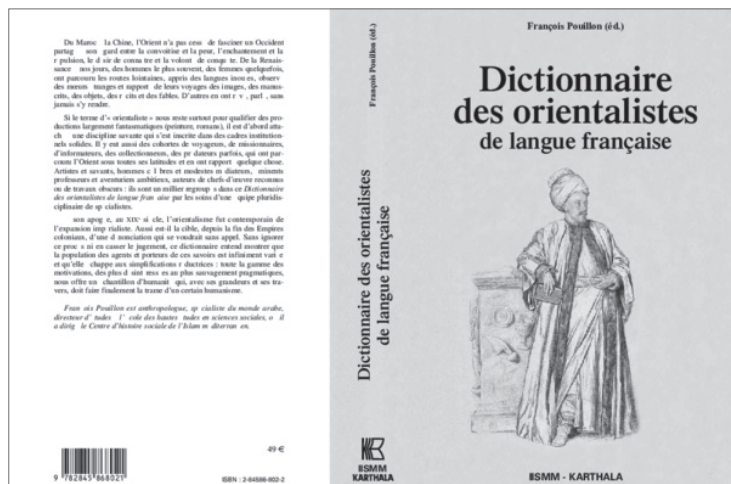 Du Maroc la Chine, l'Orient n'a pas cess de fasciner un Occident
partag son gard entre la convoitise et la peur, l'enchantement et la
r pulsion, le d sir de conna tre et la volont de conqu te. De la Renais-
sance nos jours, des hommes le plus souvent, des femmes quelquefois,
ont parcouru les routes lointaines, appris des langues inou es, observ
des mœurs tranges et rapport de leurs voyages des images, des manus-
crits, des objets, des r cits et des fables. D'autres en ont r v , parl , sans
jamais s'y rendre.
Si le terme d'« orientaliste » nous reste surtout pour qualifier des pro-
ductions largement fantasmatiques (peinture, romans), il est d'abord atta-
ch une discipline savante qui s'est inscrite dans des cadres institution-
nels solides. Il y eut aussi des cohortes de voyageurs, de missionnaires,
d'informateurs, des collectionneurs, des pr dateurs parfois, qui ont par-
couru l'Orient sous toutes ses latitudes et en ont rapport quelque chose.
Artistes et savants, hommes c l bres et modestes m diateurs, minents
professeurs et aventuriers ambitieux, auteurs de chefs-d'œuvre reconnus
ou de travaux obscurs : ils sont un millier regroup s dans ce Dictionnaire
des orientalistes de langue fran aise par les soins d'une quipe pluridis-
ciplinaire de sp cialistes.
son apog e, au XIXe si cle, l'orientalisme fut contemporain de
l'expansion imp riale. Aussi est-il la cible, depuis la fin des Empires
coloniaux, d'une d nonciation qui se voudrait sans appel. Sans ignorer
ce proc s ni en casser le jugement, ce dictionnaire entend montrer que
la population des agents et porteurs de ces savoirs est infiniment vari e
et qu'elle chappe aux simplifications r ductrices : toute la gamme des
motivations, des plus d sint ress es au plus sauvagement pragmatiques,
nous offre un chantillon d'humanit qui, avec ses grandeurs et ses tra-
vers, doit faire finalement la trame d'un certain humanisme.
Fran ois Pouillon est anthropologue, sp cialiste du monde arabe,
directeur d' tudes l' cole des hautes tudes en sciences sociales, o il
a dirig le Centre d'histoire sociale de l'Islam m diterran en.
49 €
9 782845 868021
ISBN : 2-84586-802-2
François Pouillon (éd.)
Dictionnaire des orientalistes
de langue française
IISMM
KARTHALA
François Pouillon (éd.)
Dictionnaire
des orientalistes
de langue française
IISMM - KARTHALA